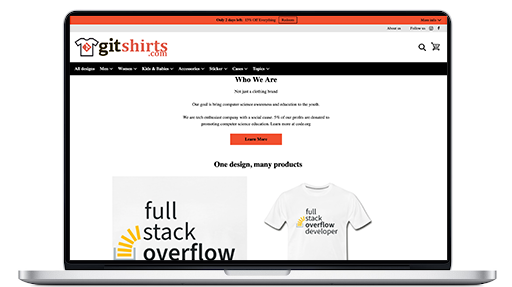 Only 2 days left: 15% Off Everything Redeem
More info
About us Follow us
gitshirts
.com
All designs Men Women Kids & Babies Accessories Sticker Cases Topics
Who We Are
Not just a clothing brand
Our goal is bring computer science awareness and education to the youth.
We are tech enthusiast company with a social cause. 5% of our profits are donated to
promoting computer science education. Learn more at code.org
Learn More
One design, many products
full
stack
overflow
full
stack
overflow
developer